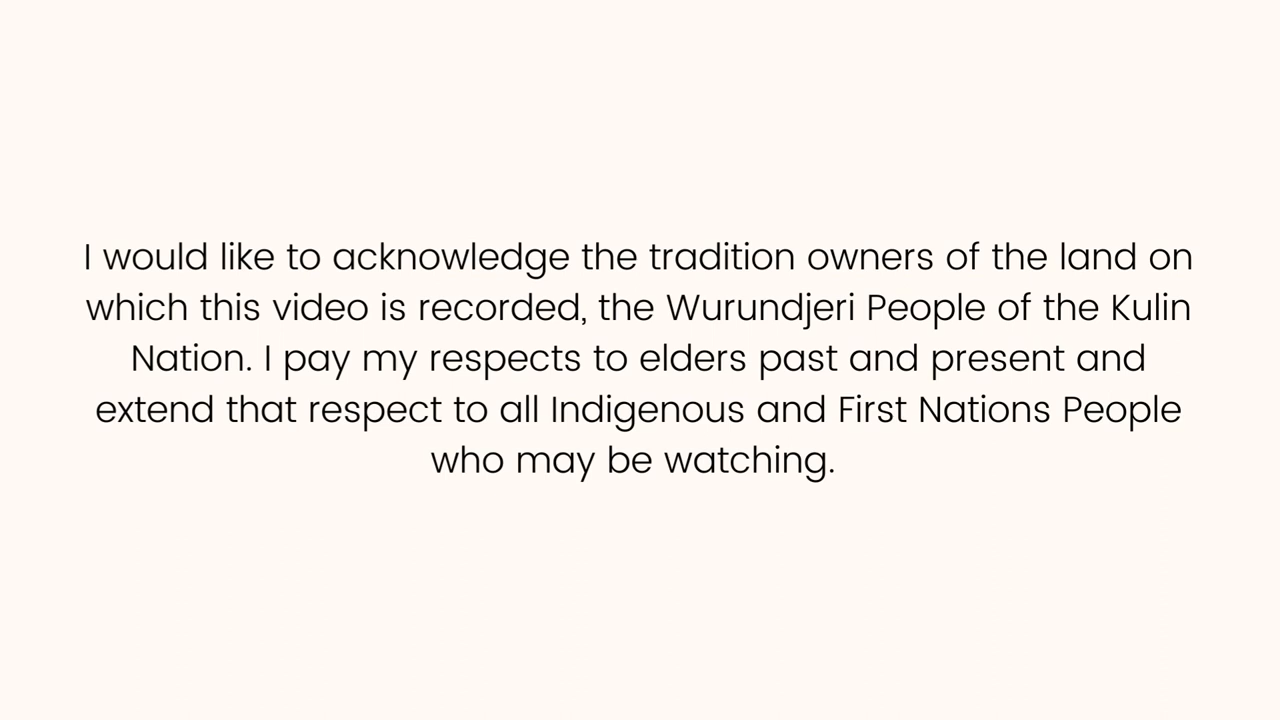 I would like to acknowledge the tradition owners of the land on
which this video is recorded, the Wurundjeri People of the Kulin
Nation. I pay my respects to elders past and present and
extend that respect to all Indigenous and First Nations People
who may be watching.